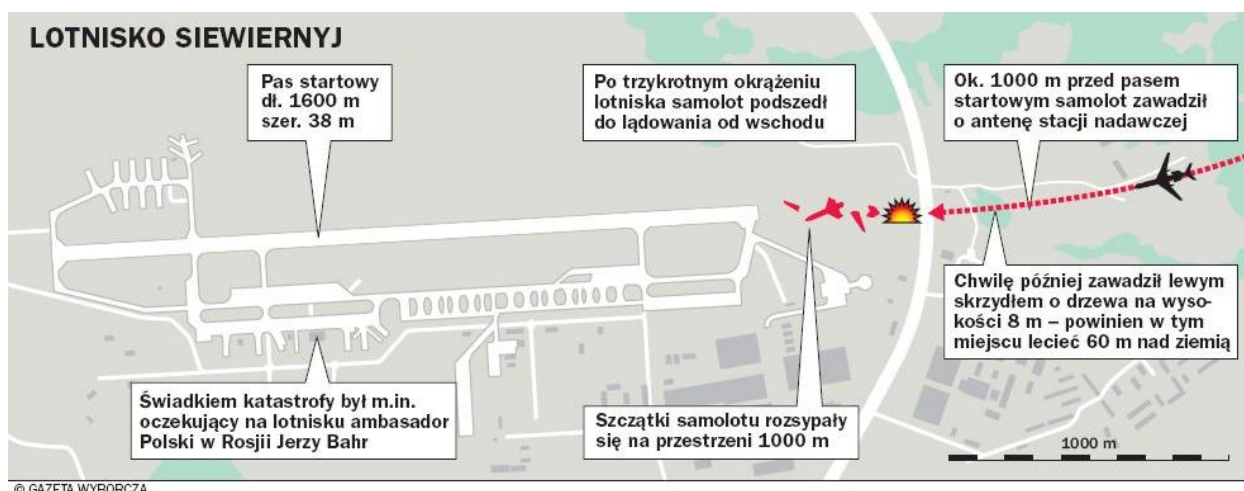 LOTNISKO SIEWIERNYJ
Pas startowy
dł. 1600 m
szer. 38 m
Po trzykrotnym okrążeniu
lotniska samolot podszedł
do lądowania od wschodu
Ok. 1000 m przed pasem
startowym samolot zawadził
o antenę stacji nadawczej
Chwilę później zawadził lewym
skrzydłem o drzewa na wyso-
kości 8 m – powinien w tym
miejscu lecieć 60 m nad ziemią
Świadkiem katastrofy był m.in.
oczekujący na lotnisku ambasador
Polski w Rosjii Jerzy Bahr
Szczątki samolotu rozsypały
się na przestrzeni 1000 m
1000 m
© GAZETA WYBORCZA